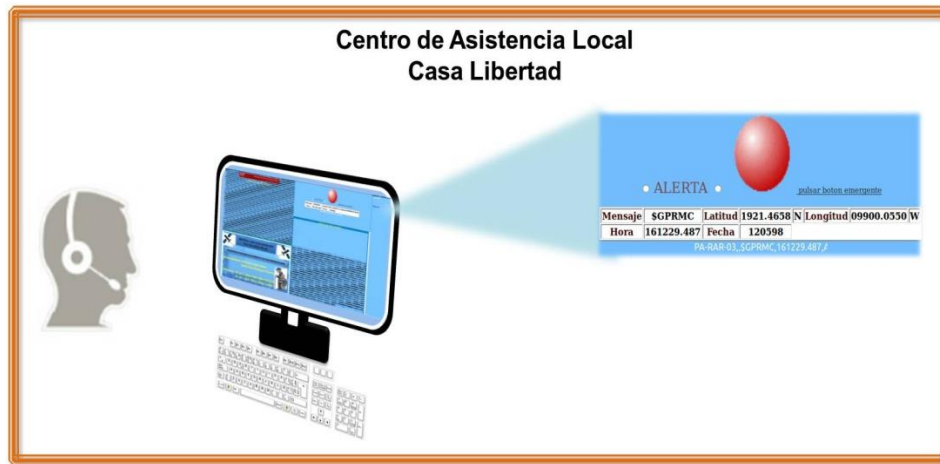 Centro de Asistencia Local
Casa Libertad
ALERTA
pulsar boton emergente
Mensaje $GPRMC Latitud 1921.4658 N Longitud 09900.0550 W
Hora 161229.487 Fecha 120598
PA-RAR-03,,$GPRMC,161229.487,A